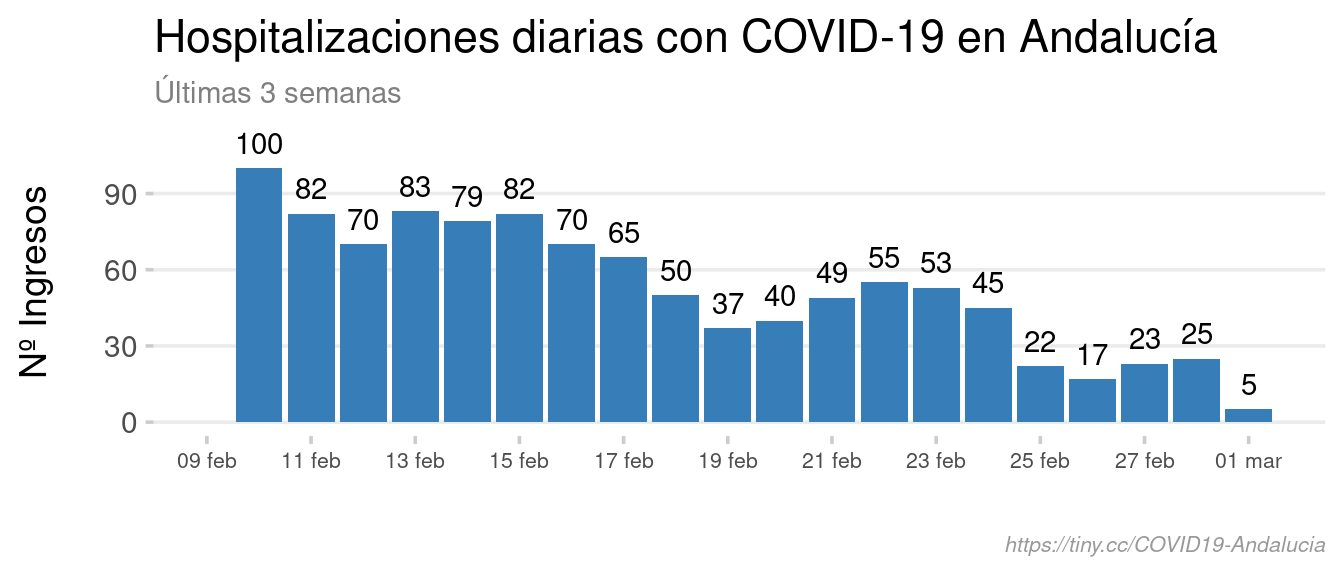 Hospitalizaciones diarias con COVID-19 en Andalucía
Últimas 3 semanas
Nº Ingresos
90
60
30
0
100
82
70
83
79
82
70
65
50
37
40
49
55
53
45
22
17
23
25
5
09 feb
11 feb
13 feb
15 feb
17 feb
19 feb
21 feb
23 feb
25 feb
27 feb
01 mar
https://tiny.cc/COVID19-Andalucia